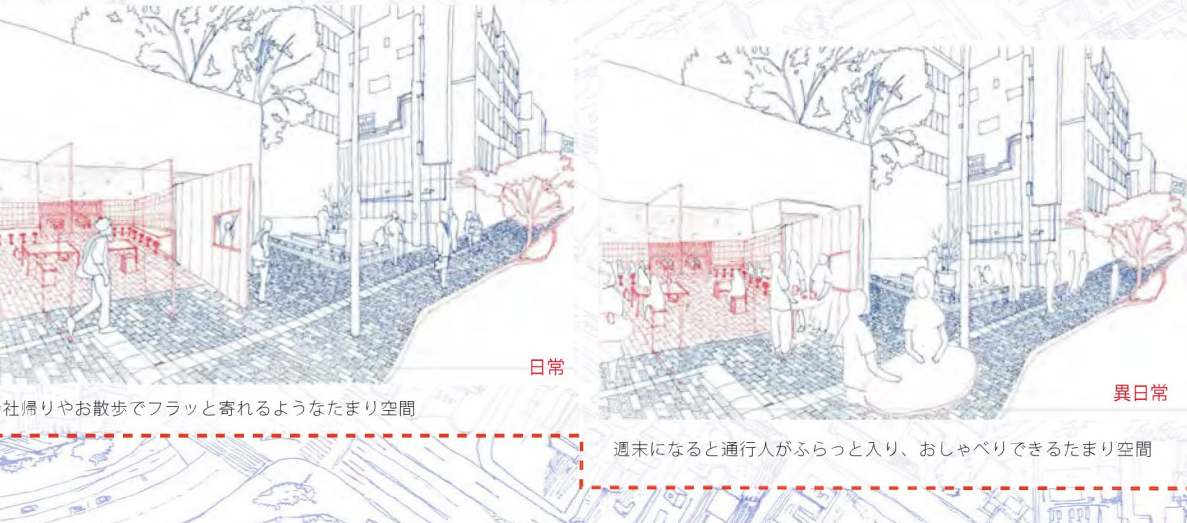 日常
社帰りやお散歩でフラッと寄れるようなたまり空間
異日常
週末になると通行人がふらっと入り、おしゃべりできるたまり空間